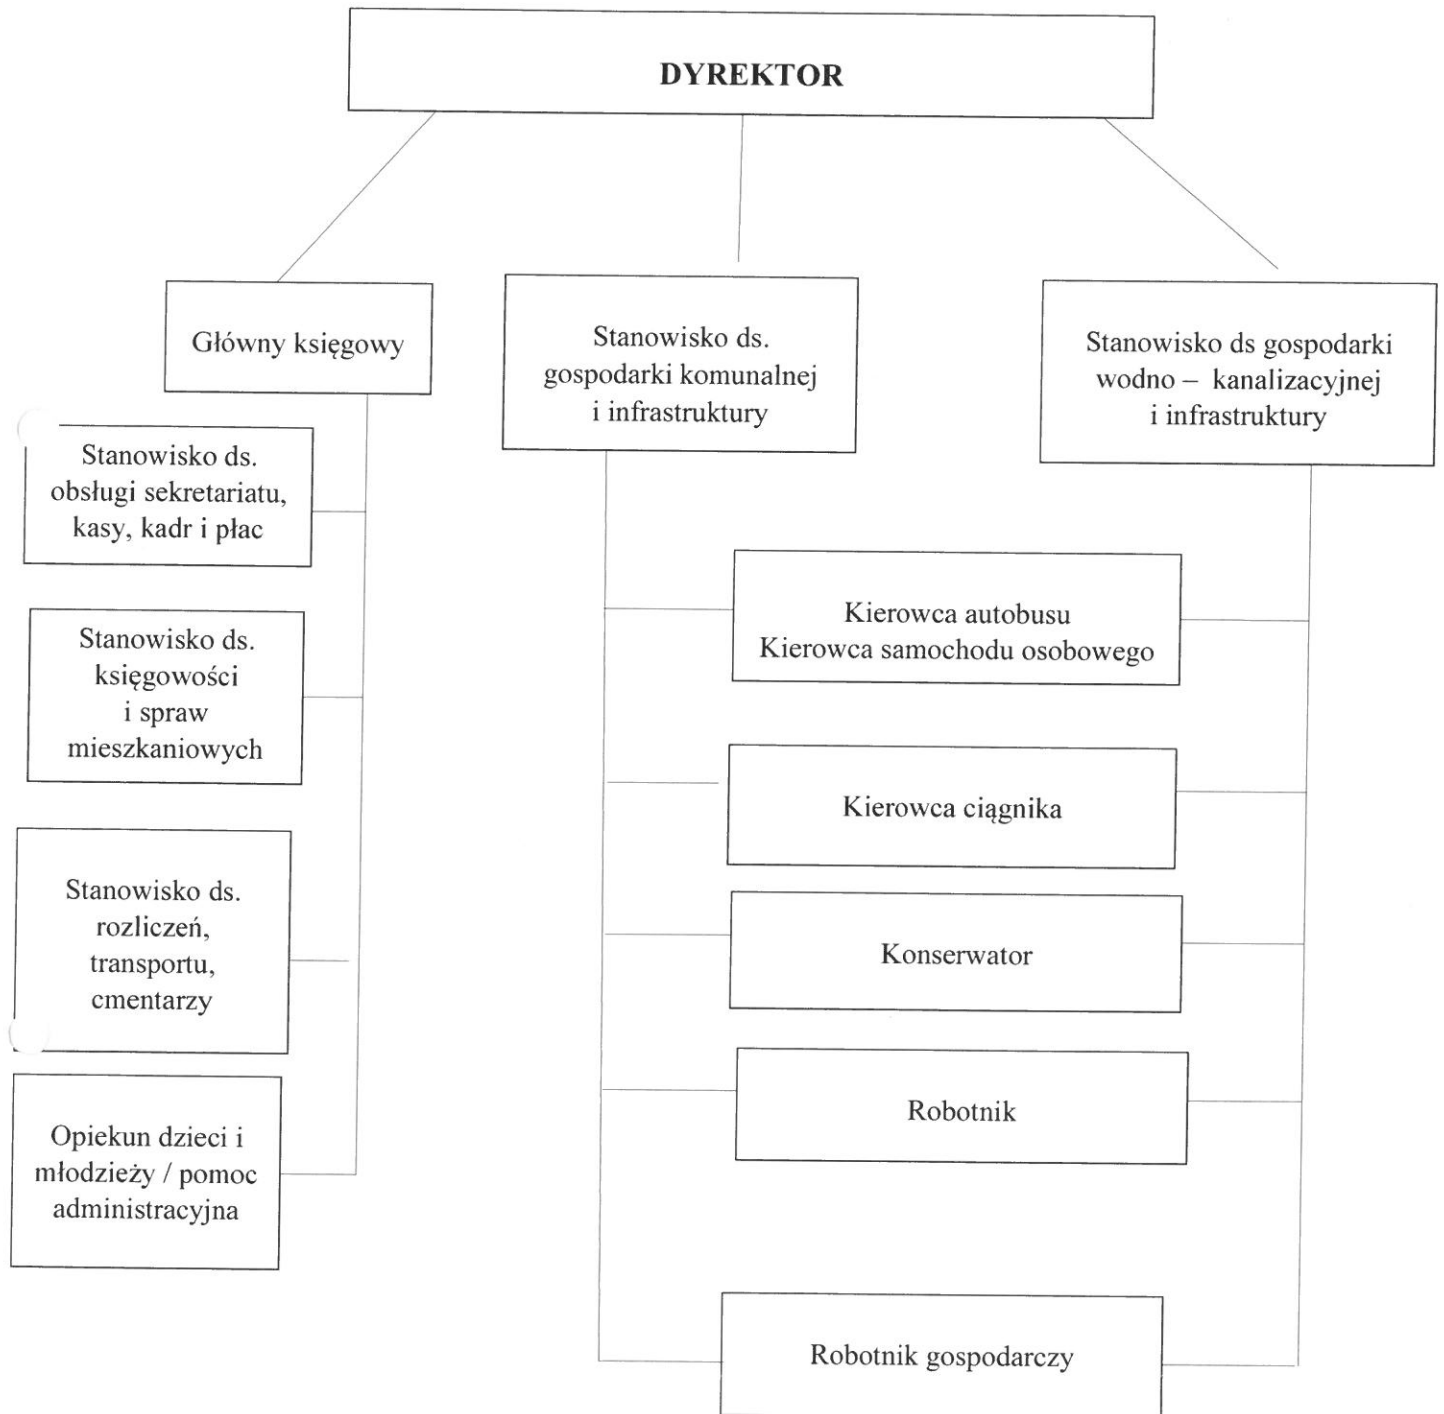 DYREKTOR
Główny księgowy
Stanowisko ds.
gospodarki komunalnej
i infrastruktury
Stanowisko ds gospodarki
wodno – kanalizacyjnej
i infrastruktury
Stanowisko ds.
obsługi sekretariatu,
kasy, kadr i płac
Stanowisko ds.
księgowości
i spraw
mieszkaniowych
Stanowisko ds.
rozliczeń,
transportu,
cmentarzy
Opiekun dzieci i
młodzieży / pomoc
administracyjna
Kierowca autobusu
Kierowca samochodu osobowego
Kierowca ciągnika
Konserwator
Robotnik
Robotnik gospodarczy